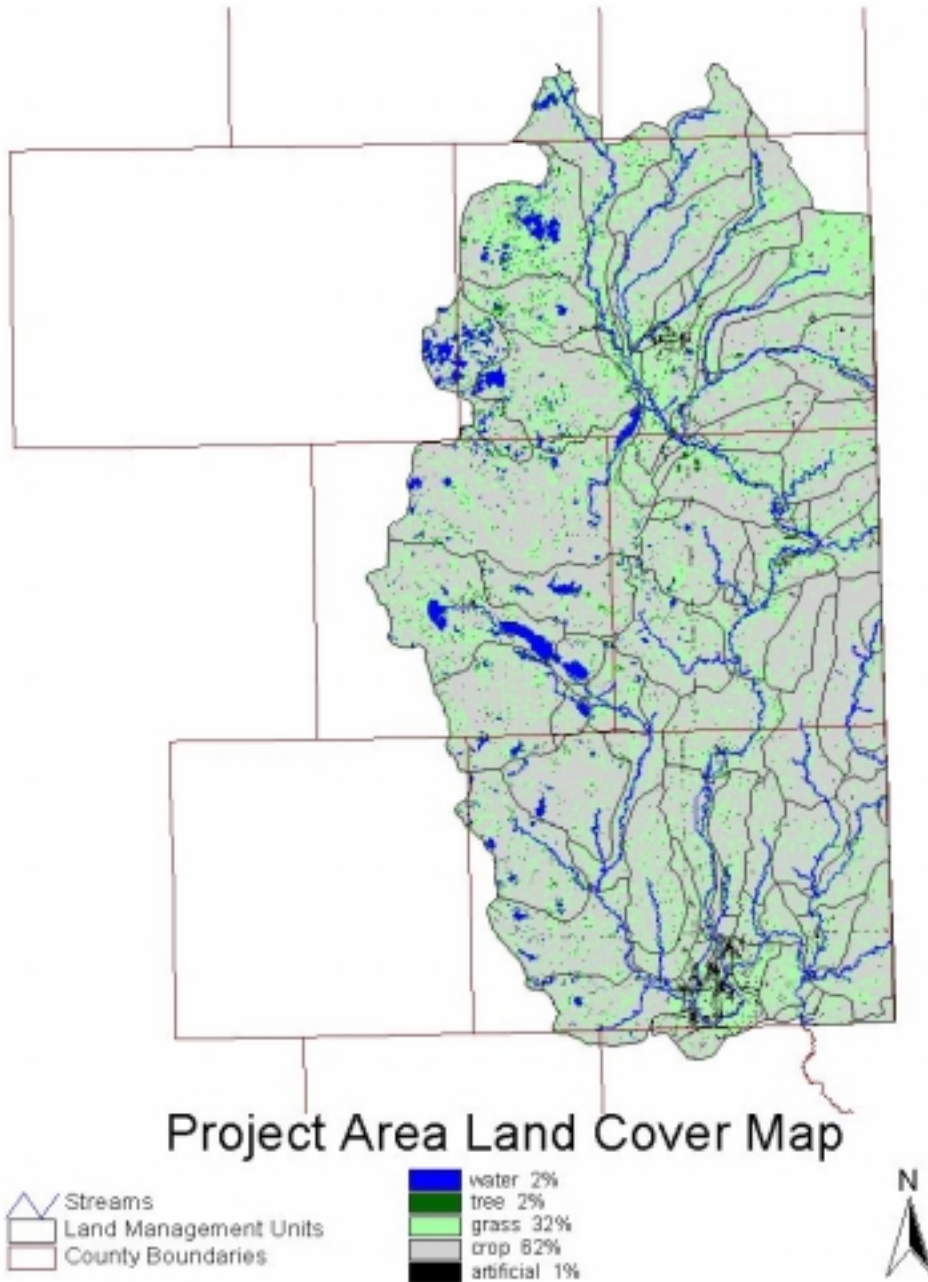 Project Area Land Cover Map
Streams
Land Management Units
County Boundaries
water 2%
tree 2%
grass 32%
crop 62%
artificial 1%
N